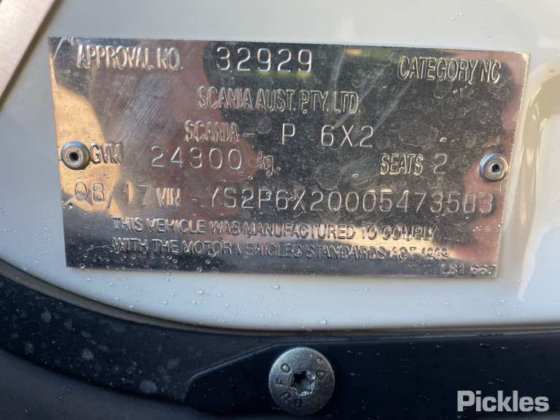 APPROVAL NO. 32929 CATEGORY NC
SCANIA AUST. PTY. LTD.
SCANIA - P 6X2
GVM 24300 kg. SEATS 2
08/17 VIN YS2P6X20005473583
THIS VEHICLE WAS MANUFACTURED TO COMPLY
WITH THE MOTOR VEHICLES STANDARDS ACT 1989
BUFO
Pickles